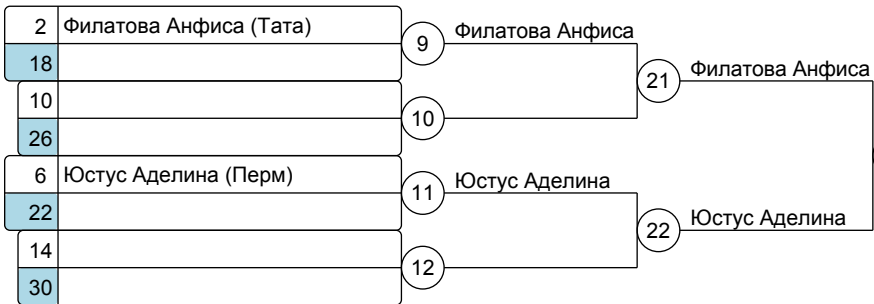 2 Филатова Анфиса (Тата)
18
9 Филатова Анфиса
10
26
10
21 Филатова Анфиса
6 Юстус Аделина (Перм)
22
11 Юстус Аделина
14
30
12
22 Юстус Аделина